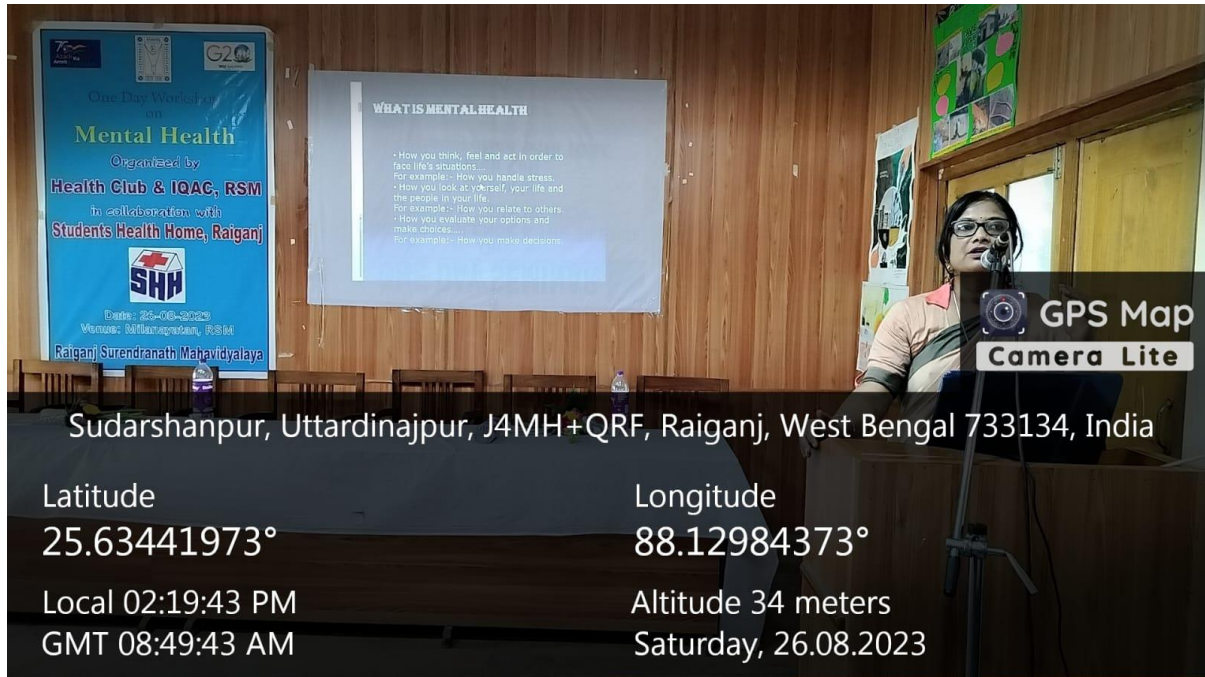 G20
One Day Workshop
on
Mental Health
Organized by
Health Club & IQAC, RSM
in collaboration with
Students Health Home, Raiganj
SHH
Date: 26-08-2023
Venue: Milanayatan, RSM
Raiganj Surendranath Mahavidyalaya
WHAT IS MENTAL HEALTH
• How you think, feel and act in order to
face life's situations....
For example:- How you handle stress.
• How you look at yourself, your life and
the people in your life.
For example:- How you relate to others.
• How you evaluate your options and
make choices.....
For example:- How you make decisions.
GPS Map
Camera Lite
Sudarshanpur, Uttardinajpur, J4MH+QRF, Raiganj, West Bengal 733134, India
Latitude
25.63441973°
Longitude
88.12984373°
Local 02:19:43 PM
GMT 08:49:43 AM
Altitude 34 meters
Saturday, 26.08.2023